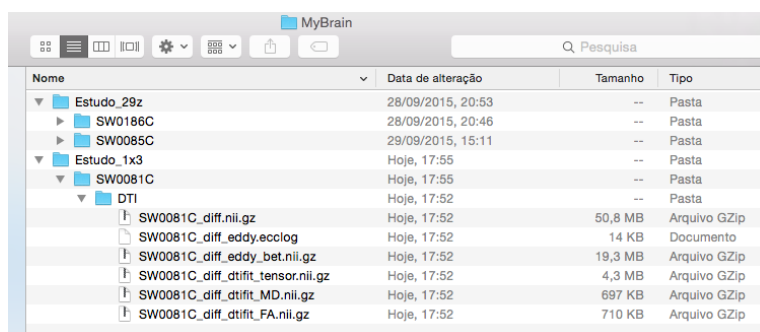 MyBrain
Pesquisa
Nome Data de alteração Tamanho Tipo
Estudo_29z 28/09/2015, 20:53 -- Pasta
SW0186C 28/09/2015, 20:46 -- Pasta
SW0085C 29/09/2015, 15:11 -- Pasta
Estudo_1x3 Hoje, 17:55 -- Pasta
SW0081C Hoje, 17:55 -- Pasta
DTI Hoje, 17:52 -- Pasta
SW0081C_diff.nii.gz Hoje, 17:52 50,8 MB Arquivo GZip
SW0081C_diff_eddy.ecclog Hoje, 17:52 14 KB Documento
SW0081C_diff_eddy_bet.nii.gz Hoje, 17:52 19,3 MB Arquivo GZip
SW0081C_diff_dtifit_tensor.nii.gz Hoje, 17:52 4,3 MB Arquivo GZip
SW0081C_diff_dtifit_MD.nii.gz Hoje, 17:52 697 KB Arquivo GZip
SW0081C_diff_dtifit_FA.nii.gz Hoje, 17:52 710 KB Arquivo GZip